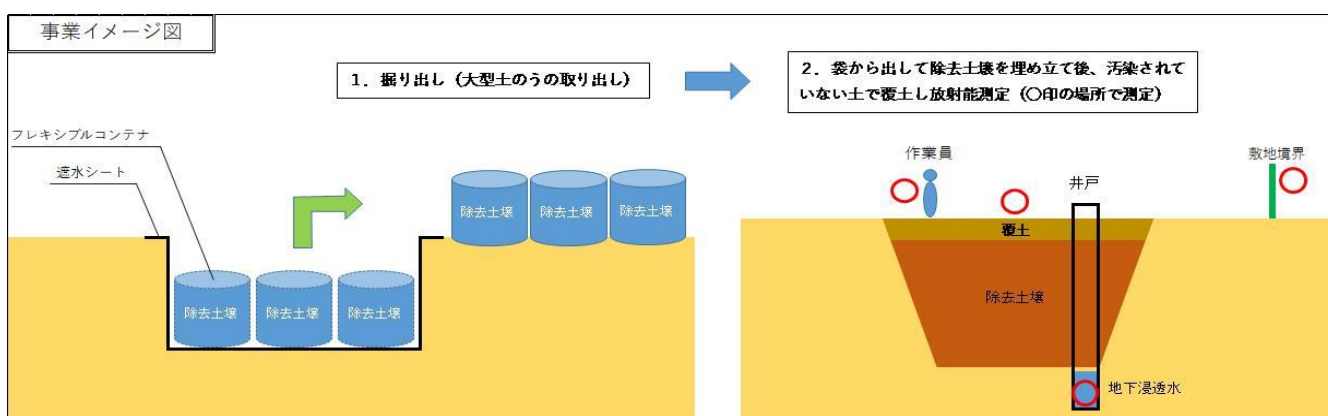 事業イメージ図
1．掘り出し（大型土のうの取り出し）
2．袋から出して除去土壌を埋め立て後、汚染されて
いない土で覆土し放射能測定（○印の場所で測定）
フレキシブルコンテナ
遮水シート
除去土壌
除去土壌
除去土壌
除去土壌
除去土壌
除去土壌
作業員
井戸
敷地境界
覆土
除去土壌
地下浸透水